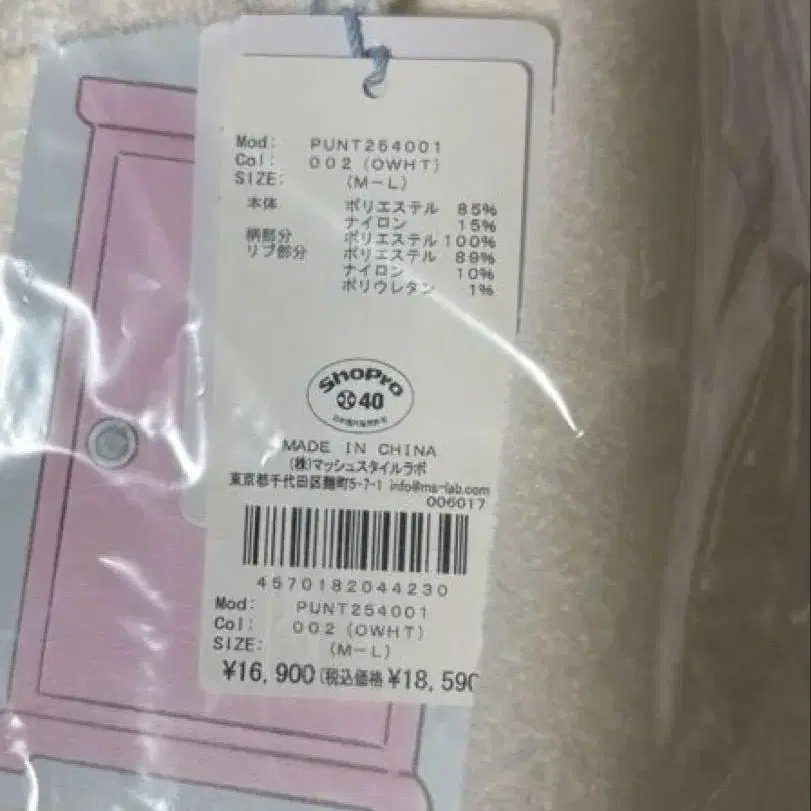 Mod: PUNT254001
Col: 002 (OWHT)
SIZE: (M-L)
本体 ポリエステル 85%
ナイロン 15%
柄部分 ポリエステル 100%
リブ部分 ポリエステル 89%
ナイロン 10%
ポリウレタン 1%
ShoPro
40
MADE IN CHINA
(株)マッシュスタイルラボ
東京都千代田区麹町5-7-1 info@ms-lab.com
006017
4570182044230
Mod: PUNT254001
Col: 002 (OWHT)
SIZE: (M-L)
¥16,900 (税込価格 ¥18,590